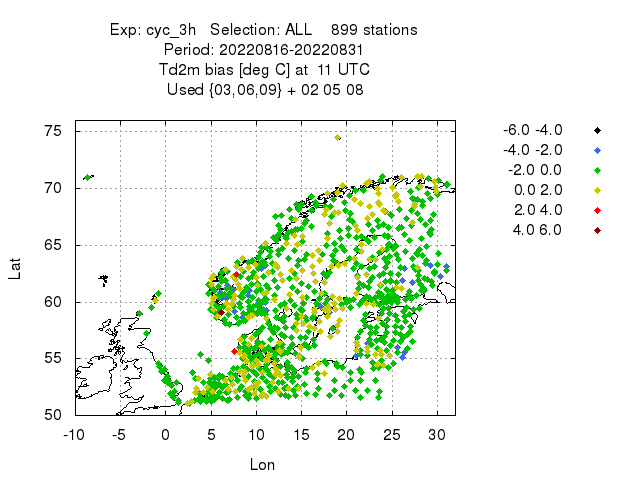 Exp: cyc_3h   Selection: ALL    899 stations
Period: 20220816-20220831
Td2m bias [deg C] at  11 UTC
Used {03,06,09} + 02 05 08
-6.0 -4.0
-4.0 -2.0
-2.0 0.0
0.0 2.0
2.0 4.0
4.0 6.0
75
70
65
60
55
50
Lat
-10 -5 0 5 10 15 20 25 30
Lon